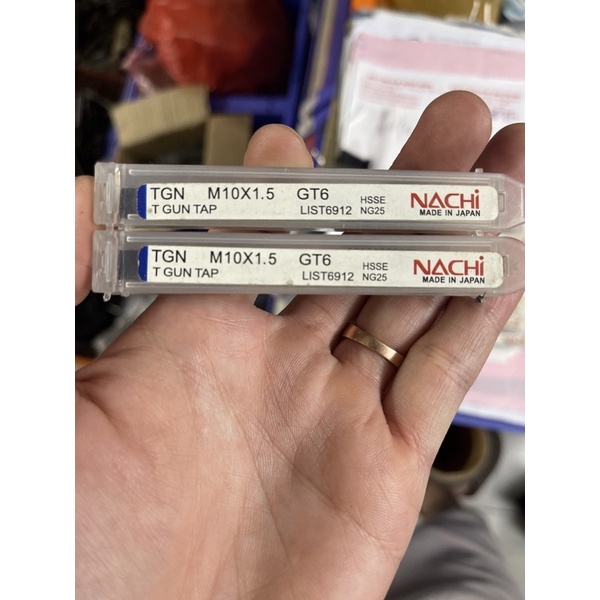 TGN M10X1.5 GT6 HSSE NACHi
T GUN TAP LIST6912 NG25 MADE IN JAPAN
TGN M10X1.5 GT6 HSSE NACHi
T GUN TAP LIST6912 NG25 MADE IN JAPAN